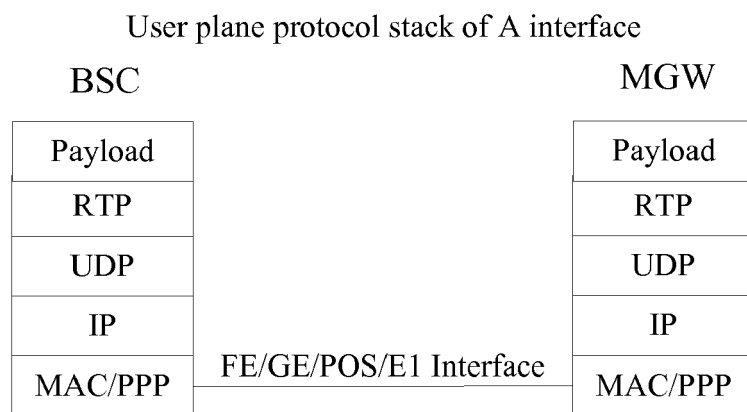 User plane protocol stack of A interface
BSC MGW
Payload Payload
RTP RTP
UDP UDP
IP IP
FE/GE/POS/E1 Interface
MAC/PPP MAC/PPP